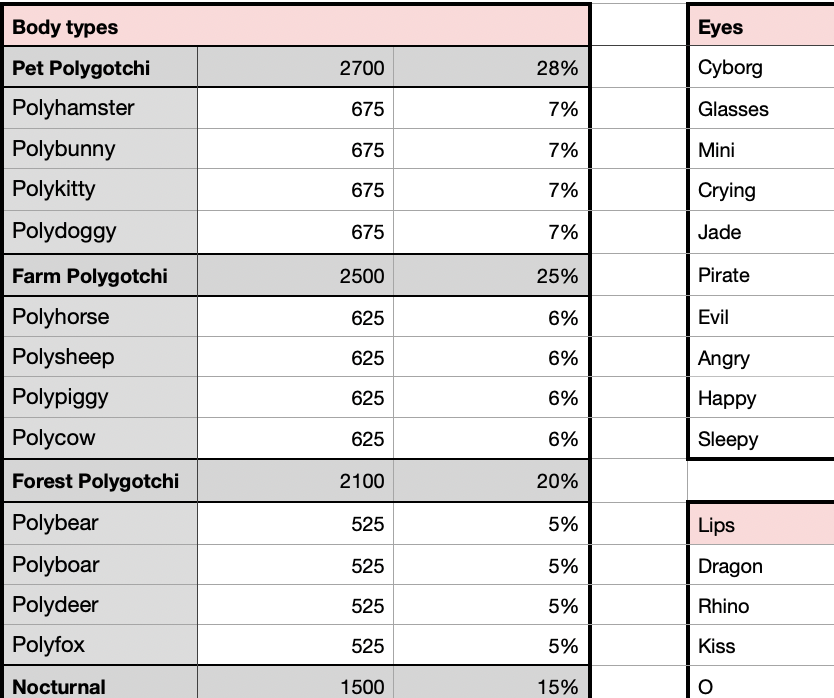 Body types Eyes
Pet Polygotchi 2700 28% Cyborg
Polyhamster 675 7% Glasses
Polybunny 675 7% Mini
Polykitty 675 7% Crying
Polydoggy 675 7% Jade
Farm Polygotchi 2500 25% Pirate
Polyhorse 625 6% Evil
Polysheep 625 6% Angry
Polypiggy 625 6% Happy
Polycow 625 6% Sleepy
Forest Polygotchi 2100 20%
Polybear 525 5% Lips
Polyboar 525 5% Dragon
Polydeer 525 5% Rhino
Polyfox 525 5% Kiss
Nocturnal 1500 15% O